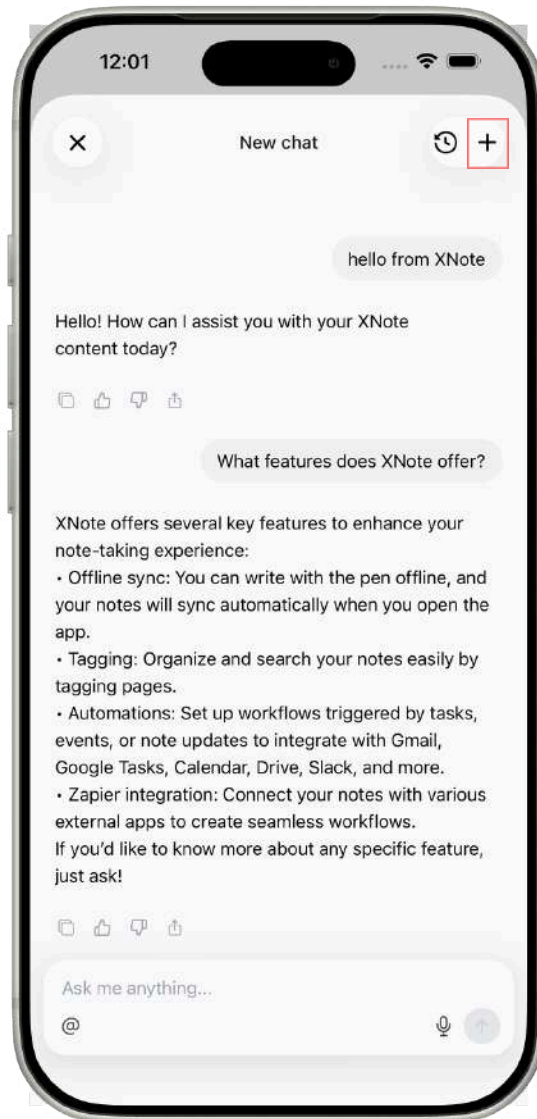 12:01
New chat
hello from XNote
Hello! How can I assist you with your XNote
content today?
What features does XNote offer?
XNote offers several key features to enhance your
note-taking experience:
• Offline sync: You can write with the pen offline, and
your notes will sync automatically when you open the
app.
• Tagging: Organize and search your notes easily by
tagging pages.
• Automations: Set up workflows triggered by tasks,
events, or note updates to integrate with Gmail,
Google Tasks, Calendar, Drive, Slack, and more.
• Zapier integration: Connect your notes with various
external apps to create seamless workflows.
If you’d like to know more about any specific feature,
just ask!
Ask me anything...
@